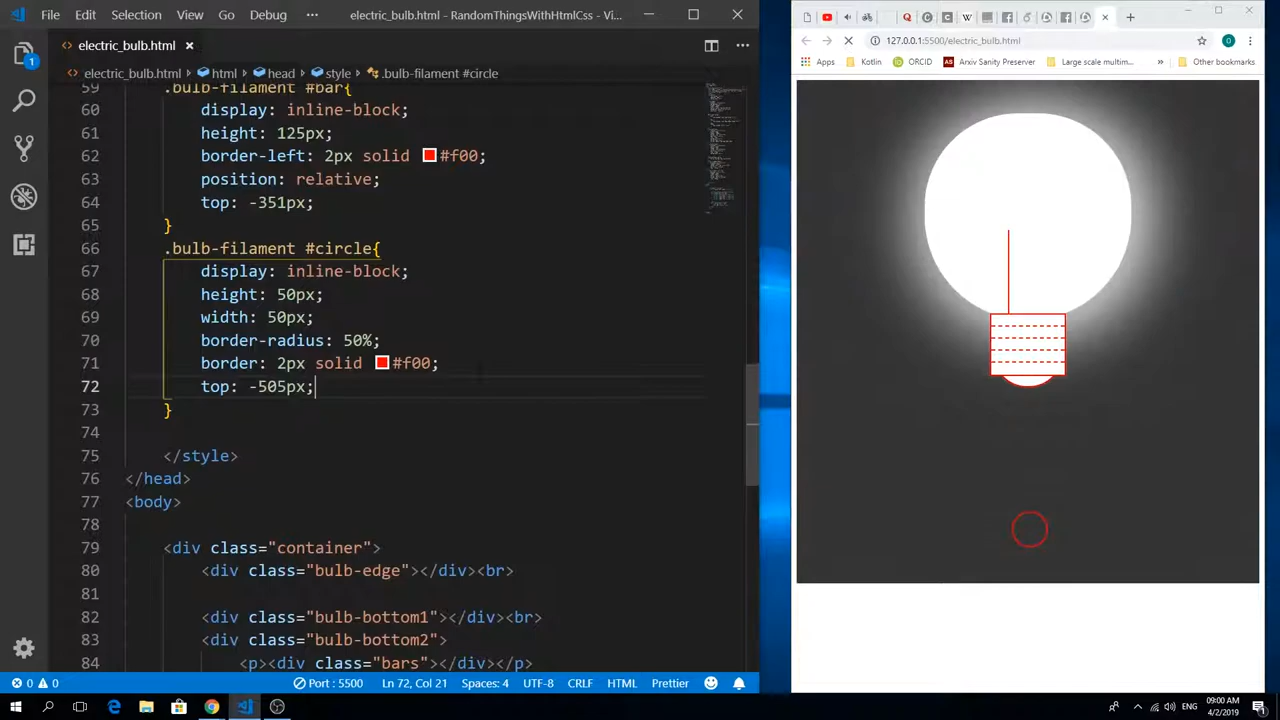 File Edit Selection View Go Debug ··· electric_bulb.html - RandomThingsWithHtmlCss - Vi...
electric_bulb.html
electric_bulb.html > html > head > style > .bulb-filament #circle
59 .bulb-filament #bar{
60 display: inline-block;
61 height: 125px;
62 border-left: 2px solid #f00;
63 position: relative;
64 top: -351px;
65 }
66 .bulb-filament #circle{
67 display: inline-block;
68 height: 50px;
69 width: 50px;
70 border-radius: 50%;
71 border: 2px solid #f00;
72 top: -505px;
73 }
74
75 </style>
76 </head>
77 <body>
78
79 <div class="container">
80 <div class="bulb-edge"></div><br>
81
82 <div class="bulb-bottom1"></div><br>
83 <div class="bulb-bottom2">
84 <p><div class="bars"></div></p>
1
0 0 Port : 5500 Ln 72, Col 21 Spaces: 4 UTF-8 CRLF HTML Prettier
127.0.0.1:5500/electric_bulb.html
Apps Kotlin ORCID AS Arxiv Sanity Preserver Large scale multim... » Other bookmarks
ENG 09:00 AM
4/2/2019